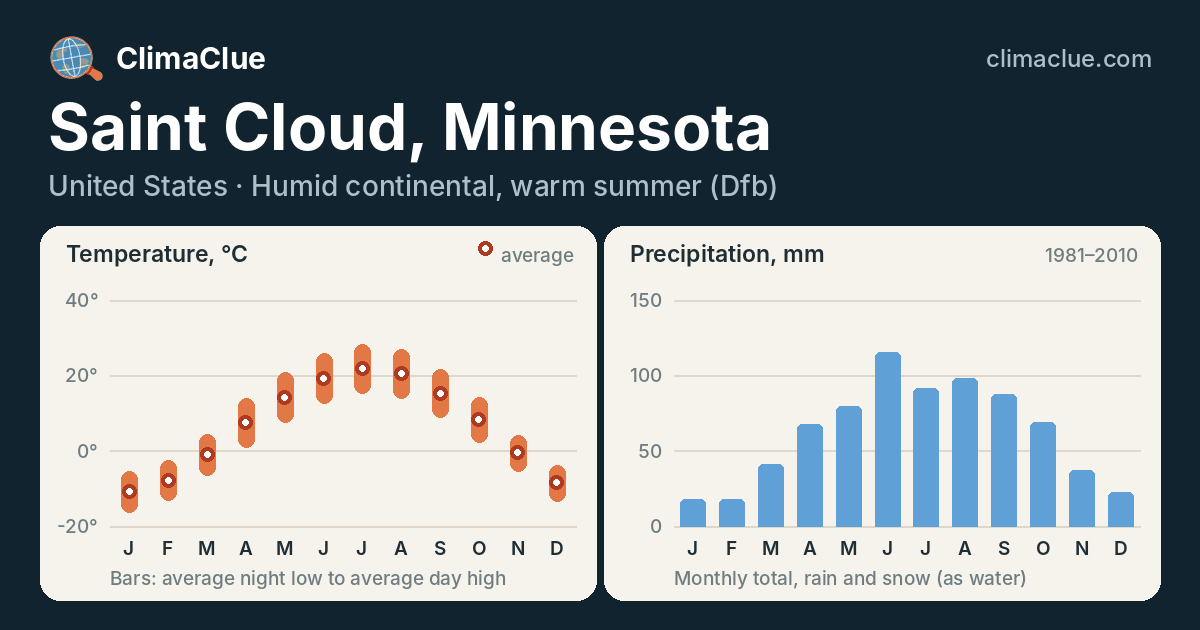 ClimaClue
climaclue.com
Saint Cloud, Minnesota
United States · Humid continental, warm summer (Dfb)
Temperature, °C
average
40°
20°
0°
-20°
J F M A M J J A S O N D
Bars: average night low to average day high
Precipitation, mm
1981–2010
150
100
50
0
J F M A M J J A S O N D
Monthly total, rain and snow (as water)